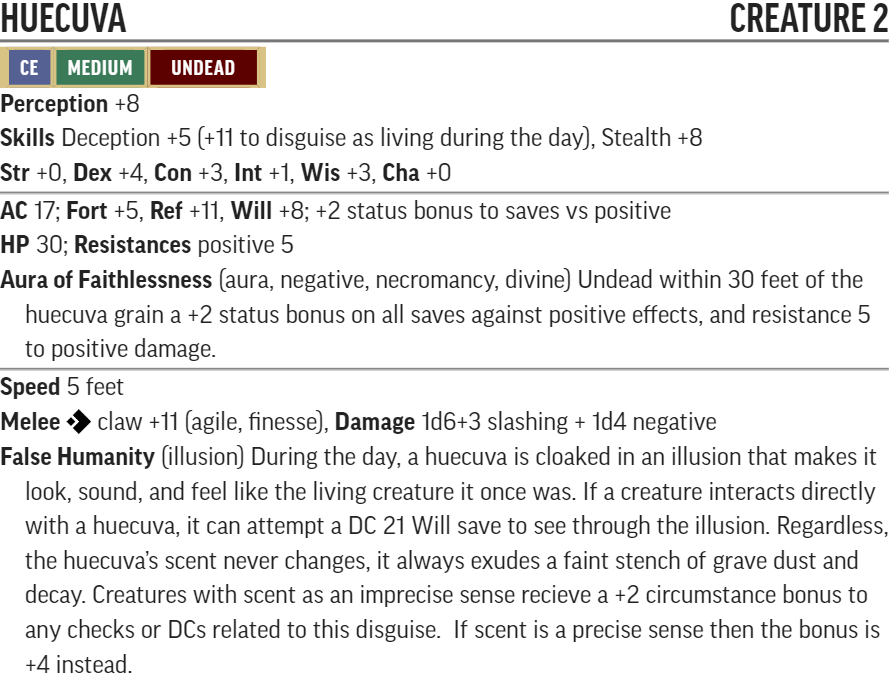 HUECUVA CREATURE 2
CE MEDIUM UNDEAD
Perception +8
Skills Deception +5 (+11 to disguise as living during the day), Stealth +8
Str +0, Dex +4, Con +3, Int +1, Wis +3, Cha +0
AC 17; Fort +5, Ref +11, Will +8; +2 status bonus to saves vs positive
HP 30; Resistances positive 5
Aura of Faithlessness (aura, negative, necromancy, divine) Undead within 30 feet of the
huecuva grain a +2 status bonus on all saves against positive effects, and resistance 5
to positive damage.
Speed 5 feet
Melee claw +11 (agile, finesse), Damage 1d6+3 slashing + 1d4 negative
False Humanity (illusion) During the day, a huecuva is cloaked in an illusion that makes it
look, sound, and feel like the living creature it once was. If a creature interacts directly
with a huecuva, it can attempt a DC 21 Will save to see through the illusion. Regardless,
the huecuva's scent never changes, it always exudes a faint stench of grave dust and
decay. Creatures with scent as an imprecise sense recieve a +2 circumstance bonus to
any checks or DCs related to this disguise. If scent is a precise sense then the bonus is
+4 instead.